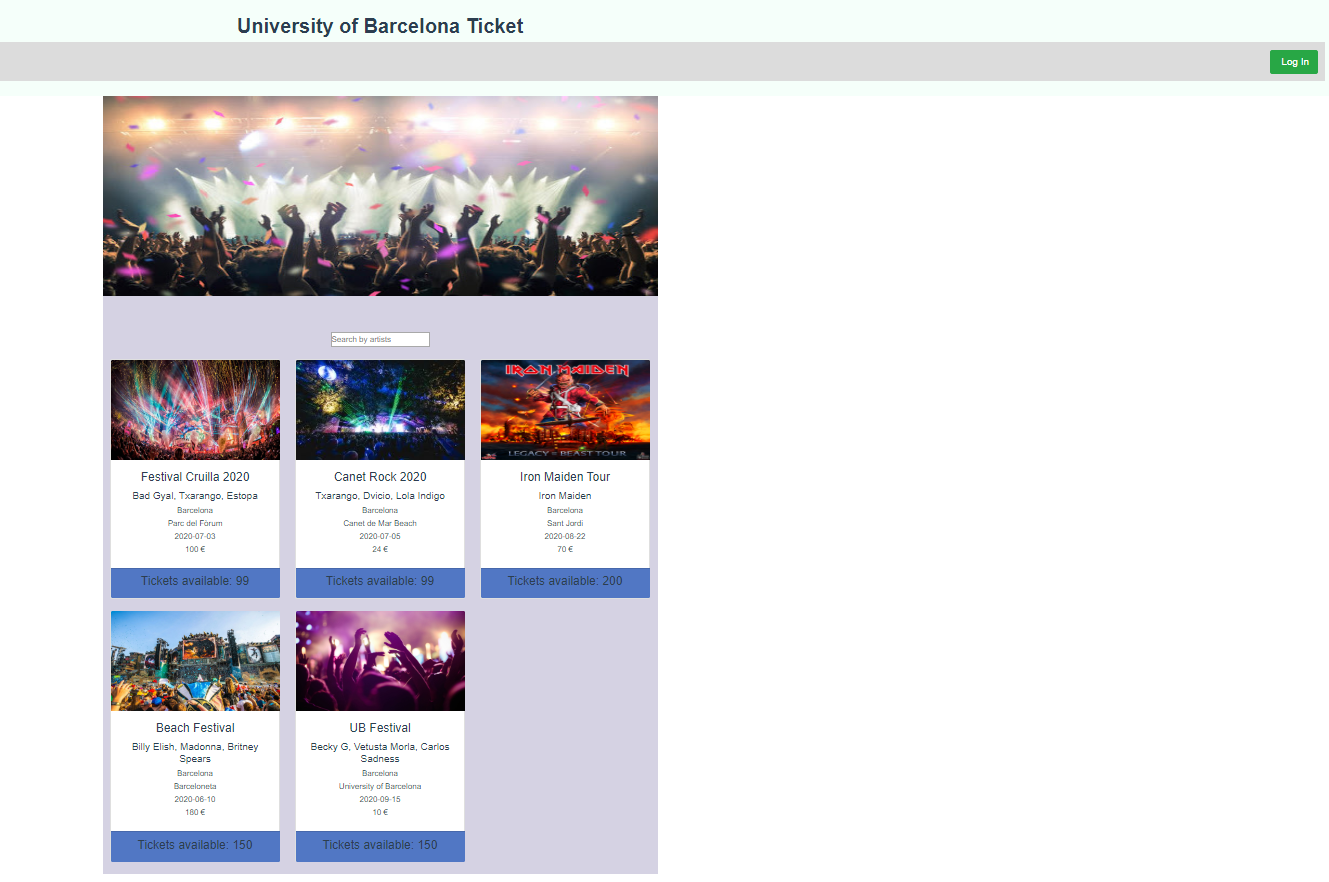 University of Barcelona Ticket
Log In
Search by artists
IRON MAIDEN
LEGACY OF THE BEAST TOUR
Festival Cruilla 2020
Bad Gyal, Txarango, Estopa
Barcelona
Parc del Fòrum
2020-07-03
100 €
Tickets available: 99
Canet Rock 2020
Txarango, Dvicio, Lola Indigo
Barcelona
Canet de Mar Beach
2020-07-05
24 €
Tickets available: 99
Iron Maiden Tour
Iron Maiden
Barcelona
Sant Jordi
2020-08-22
70 €
Tickets available: 200
Beach Festival
Billy Elish, Madonna, Britney
Spears
Barcelona
Barceloneta
2020-06-10
180 €
Tickets available: 150
UB Festival
Becky G, Vetusta Morla, Carlos
Sadness
Barcelona
University of Barcelona
2020-09-15
10 €
Tickets available: 150